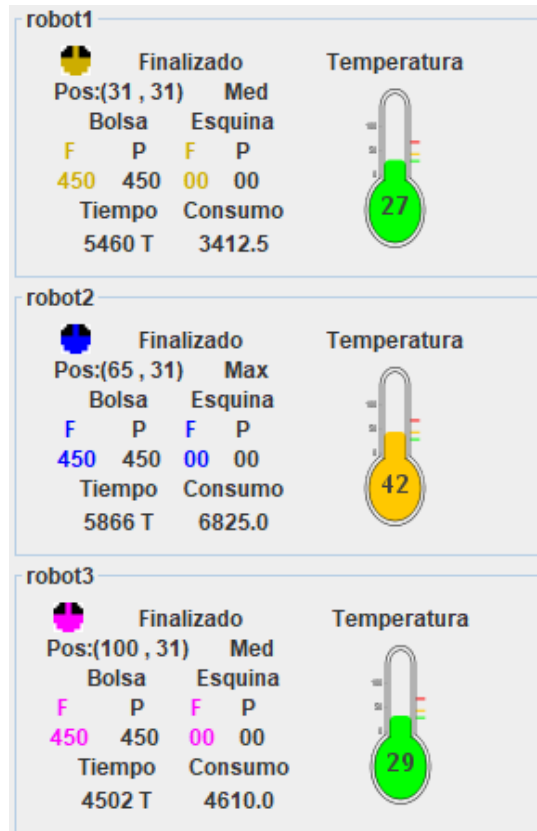 robot1
Finalizado Temperatura
Pos:(31 , 31) Med
Bolsa Esquina
F P F P
450 450 00 00
27
Tiempo Consumo
5460 T 3412.5
robot2
Finalizado Temperatura
Pos:(65 , 31) Max
Bolsa Esquina
F P F P
450 450 00 00
42
Tiempo Consumo
5866 T 6825.0
robot3
Finalizado Temperatura
Pos:(100 , 31) Med
Bolsa Esquina
F P F P
450 450 00 00
29
Tiempo Consumo
4502 T 4610.0